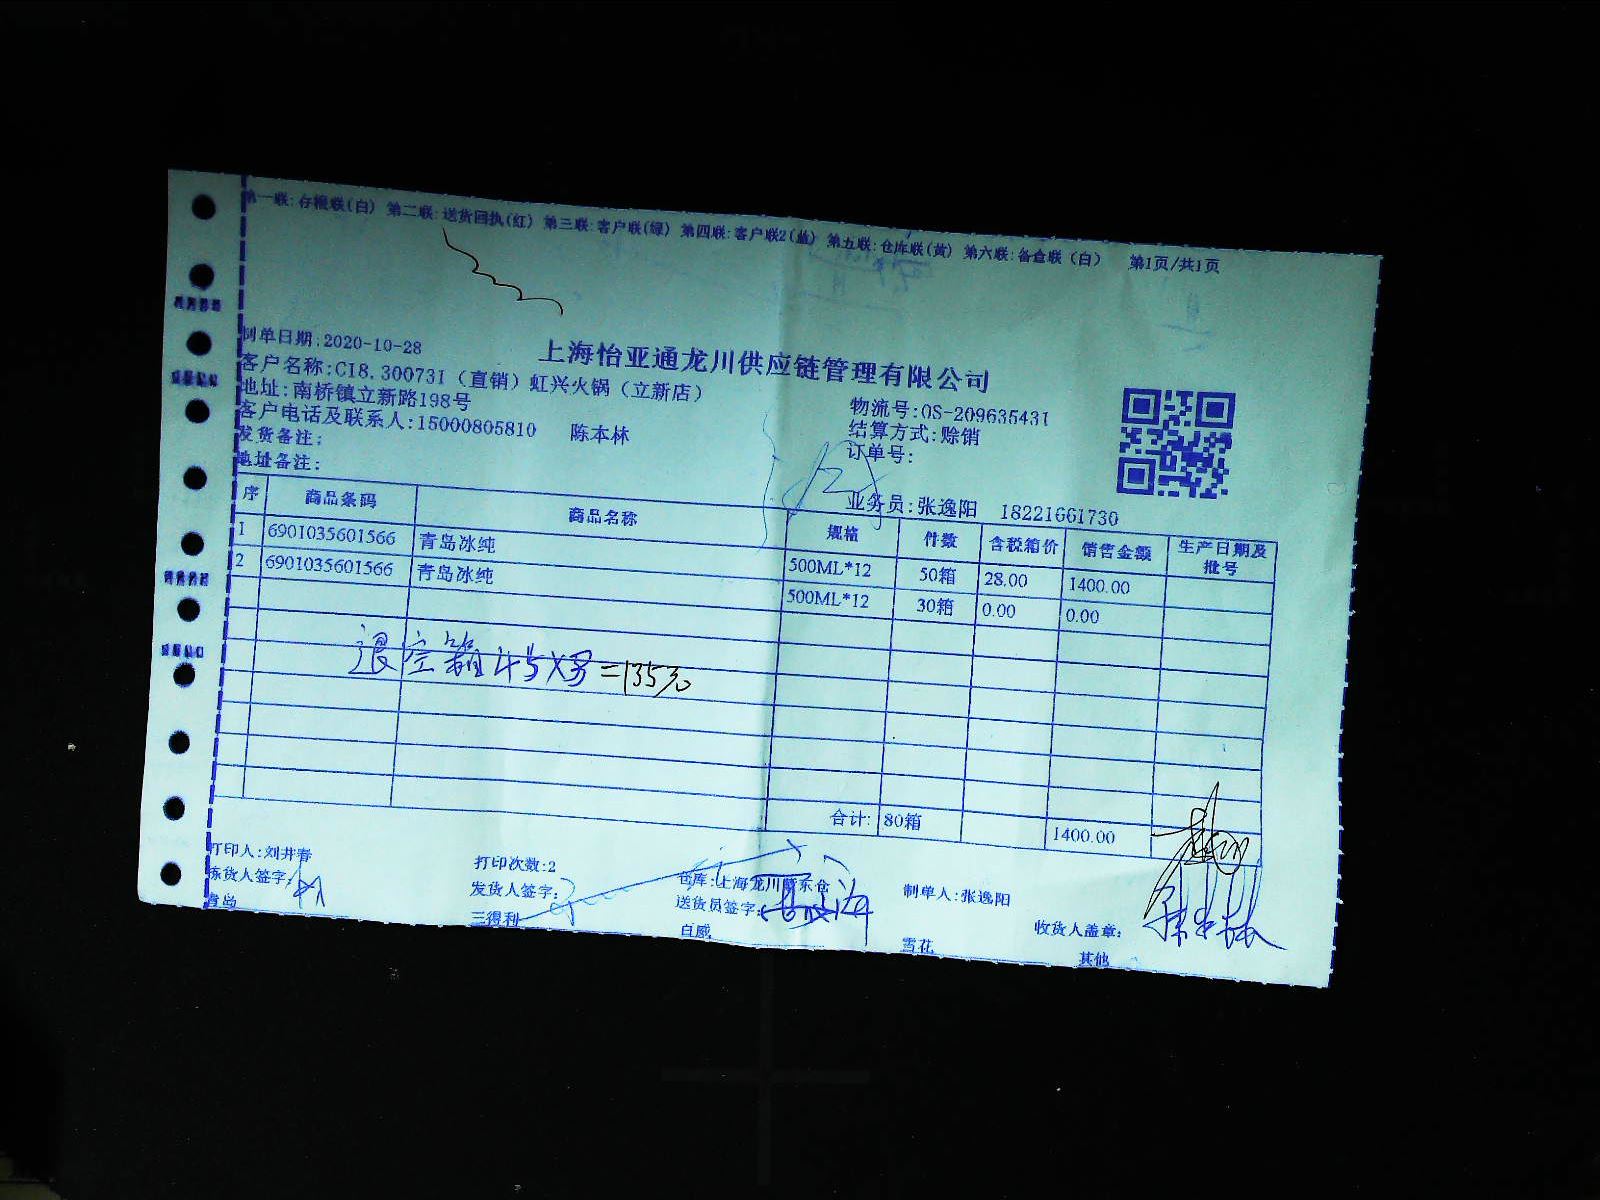 第一联:存根联(白) 第二联:送货回执(红) 第三联:客户联(绿) 第四联:客户联2(蓝) 第五联:仓库联(黄) 第六联:备查联(白) 第1页/共1页
制单日期:2020-10-28
上海怡亚通龙川供应链管理有限公司
客户名称:C18.300731(直销)虹兴火锅(立新店)
地址:南桥镇立新路198号
物流号:OS-209635431
客户电话及联系人:15000805810 陈本林
结算方式:赊销
发货备注:
订单号:
地址备注:
业务员:张逸阳 18221661730
序 商品条码 商品名称 规格 件数 含税箱价 销售金额 生产日期及批号
1 6901035601566 青岛冰纯 500ML*12 50箱 28.00 1400.00
2 6901035601566 青岛冰纯 500ML*12 30箱 0.00 0.00
退空箱45X3=135元
合计: 80箱 1400.00
打印人:刘井春 打印次数:2 仓库:上海龙川 东仓 制单人:张逸阳
拣货人签字: 发货人签字: 送货员签字: 收货人盖章:
青岛 三得利 百威 雪花 其他